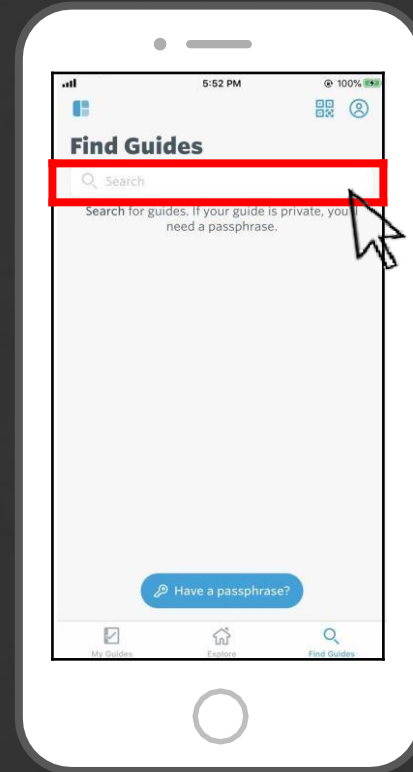 5:52 PM
100%
Find Guides
Search
Search for guides. If your guide is private, you'll
need a passphrase.
Have a passphrase?
My Guides
Explore
Find Guides